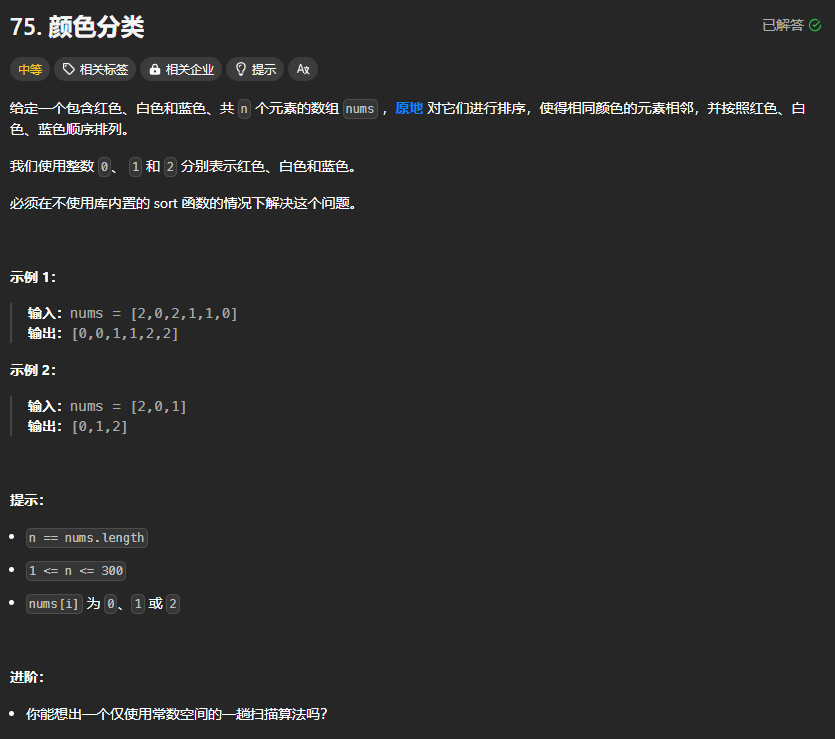 75. 颜色分类
已解答
中等 相关标签 相关企业 提示 Ax
给定一个包含红色、白色和蓝色、共 n 个元素的数组 nums ，原地 对它们进行排序，使得相同颜色的元素相邻，并按照红色、白
色、蓝色顺序排列。
我们使用整数 0、 1 和 2 分别表示红色、白色和蓝色。
必须在不使用库内置的 sort 函数的情况下解决这个问题。
示例 1：
输入：nums = [2,0,2,1,1,0]
输出：[0,0,1,1,2,2]
示例 2：
输入：nums = [2,0,1]
输出：[0,1,2]
提示：
n == nums.length
1 <= n <= 300
nums[i] 为 0、1 或 2
进阶：
你能想出一个仅使用常数空间的一趟扫描算法吗？